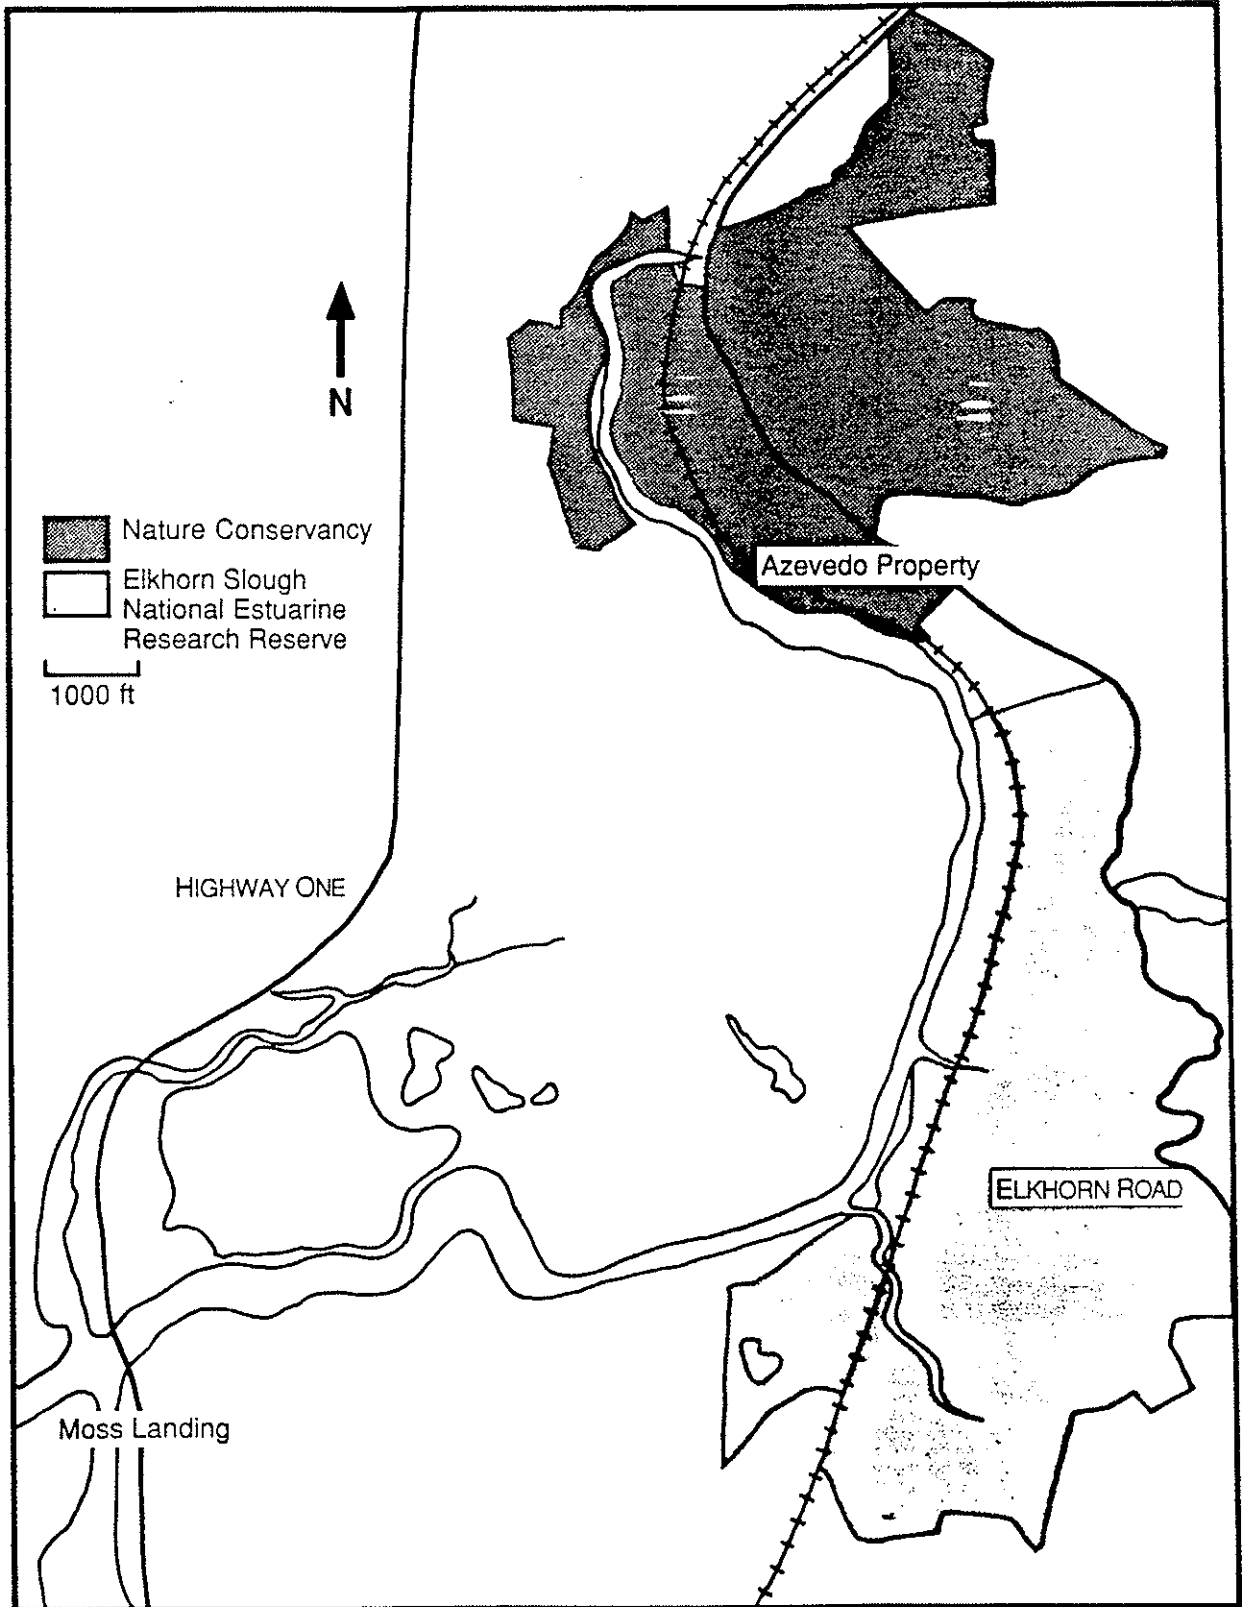 N
Nature Conservancy
Elkhorn Slough
National Estuarine
Research Reserve
1000 ft
Azevedo Property
HIGHWAY ONE
ELKHORN ROAD
Moss Landing